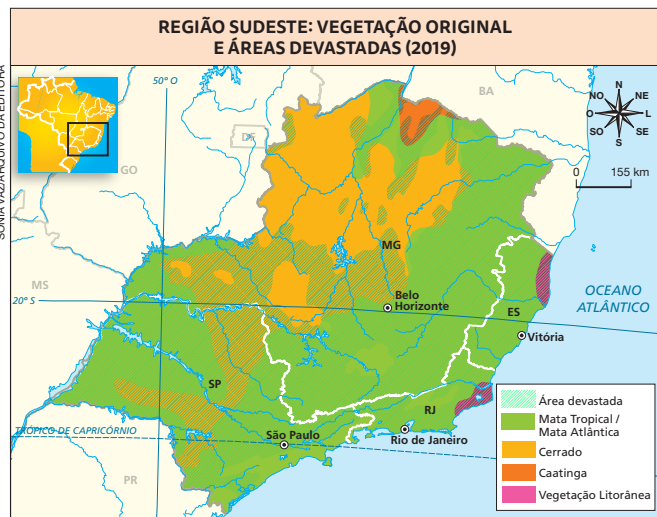 REGIÃO SUDESTE: VEGETAÇÃO ORIGINAL
E ÁREAS DEVASTADAS (2019)
SONIA VAZ/ARQUIVO DA EDITORA
50° O
BA
N
NO
NE
O
L
SO
SE
S
DF
GO
0
155 km
MG
MS
20° S
Belo
Horizonte
OCEANO
ATLÂNTICO
ES
Vitória
SP
RJ
TRÓPICO DE CAPRICÓRNIO
São Paulo
Rio de Janeiro
PR
Área devastada
Mata Tropical /
Mata Atlântica
Cerrado
Caatinga
Vegetação Litorânea